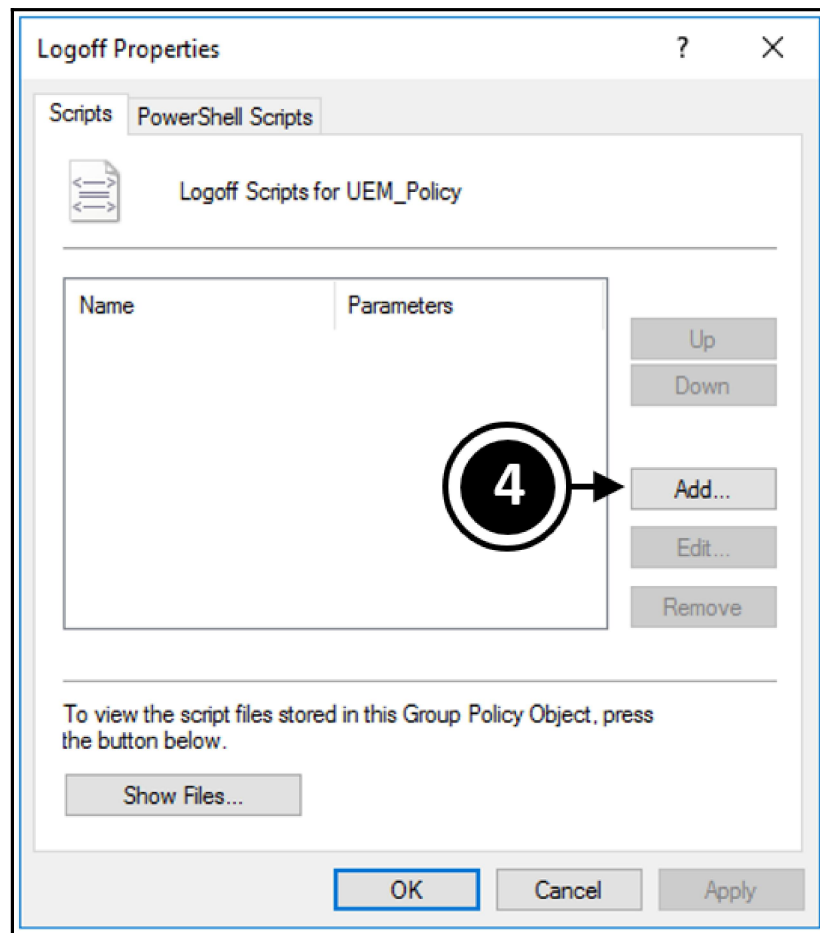 Logoff Properties
? ×
Scripts PowerShell Scripts
Logoff Scripts for UEM_Policy
Name Parameters
Up
Down
4
Add...
Edit...
Remove
To view the script files stored in this Group Policy Object, press
the button below.
Show Files...
OK Cancel Apply